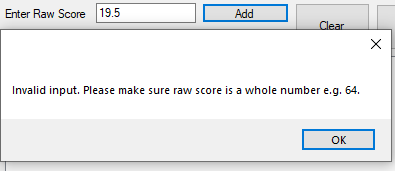 Enter Raw Score 19.5 Add
Clear
Invalid input. Please make sure raw score is a whole number e.g. 64.
OK